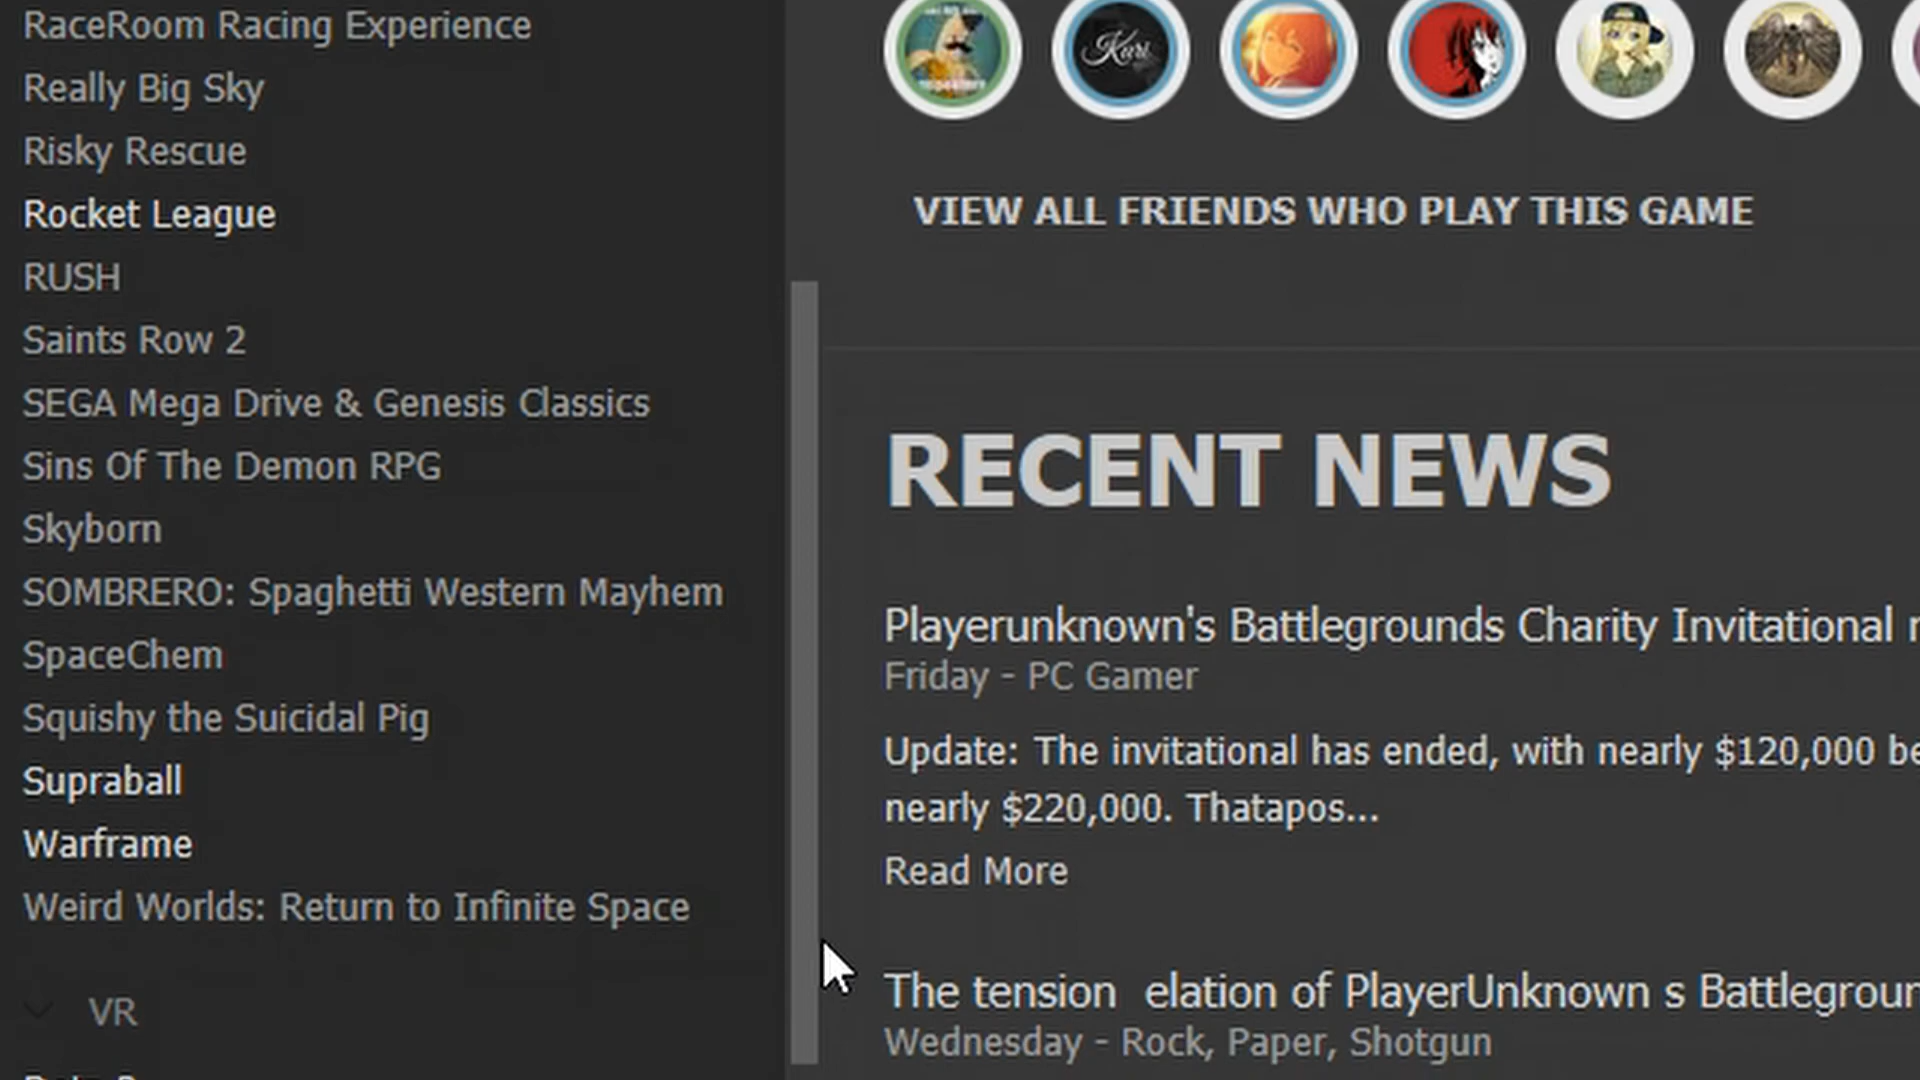 RaceRoom Racing Experience
Really Big Sky
Risky Rescue
Rocket League
RUSH
Saints Row 2
SEGA Mega Drive & Genesis Classics
Sins Of The Demon RPG
Skyborn
SOMBRERO: Spaghetti Western Mayhem
SpaceChem
Squishy the Suicidal Pig
Supraball
Warframe
Weird Worlds: Return to Infinite Space
VR
Kuri
VIEW ALL FRIENDS WHO PLAY THIS GAME
RECENT NEWS
Playerunknown's Battlegrounds Charity Invitational
Friday - PC Gamer
Update: The invitational has ended, with nearly $120,000 be
nearly $220,000. Thatapos...
Read More
The tension elation of PlayerUnknown s Battlegroun
Wednesday - Rock, Paper, Shotgun